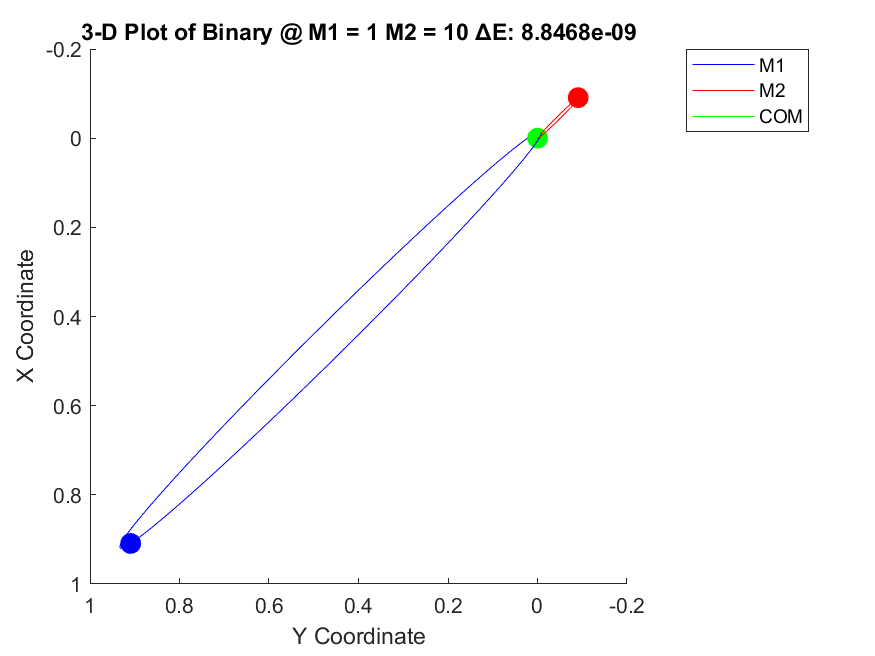 3-D Plot of Binary @ M1 = 1 M2 = 10 ΔE: 8.8468e-09
M1
M2
COM
-0.2
0
0.2
0.4
0.6
0.8
1
X Coordinate
1
0.8
0.6
0.4
0.2
0
-0.2
Y Coordinate